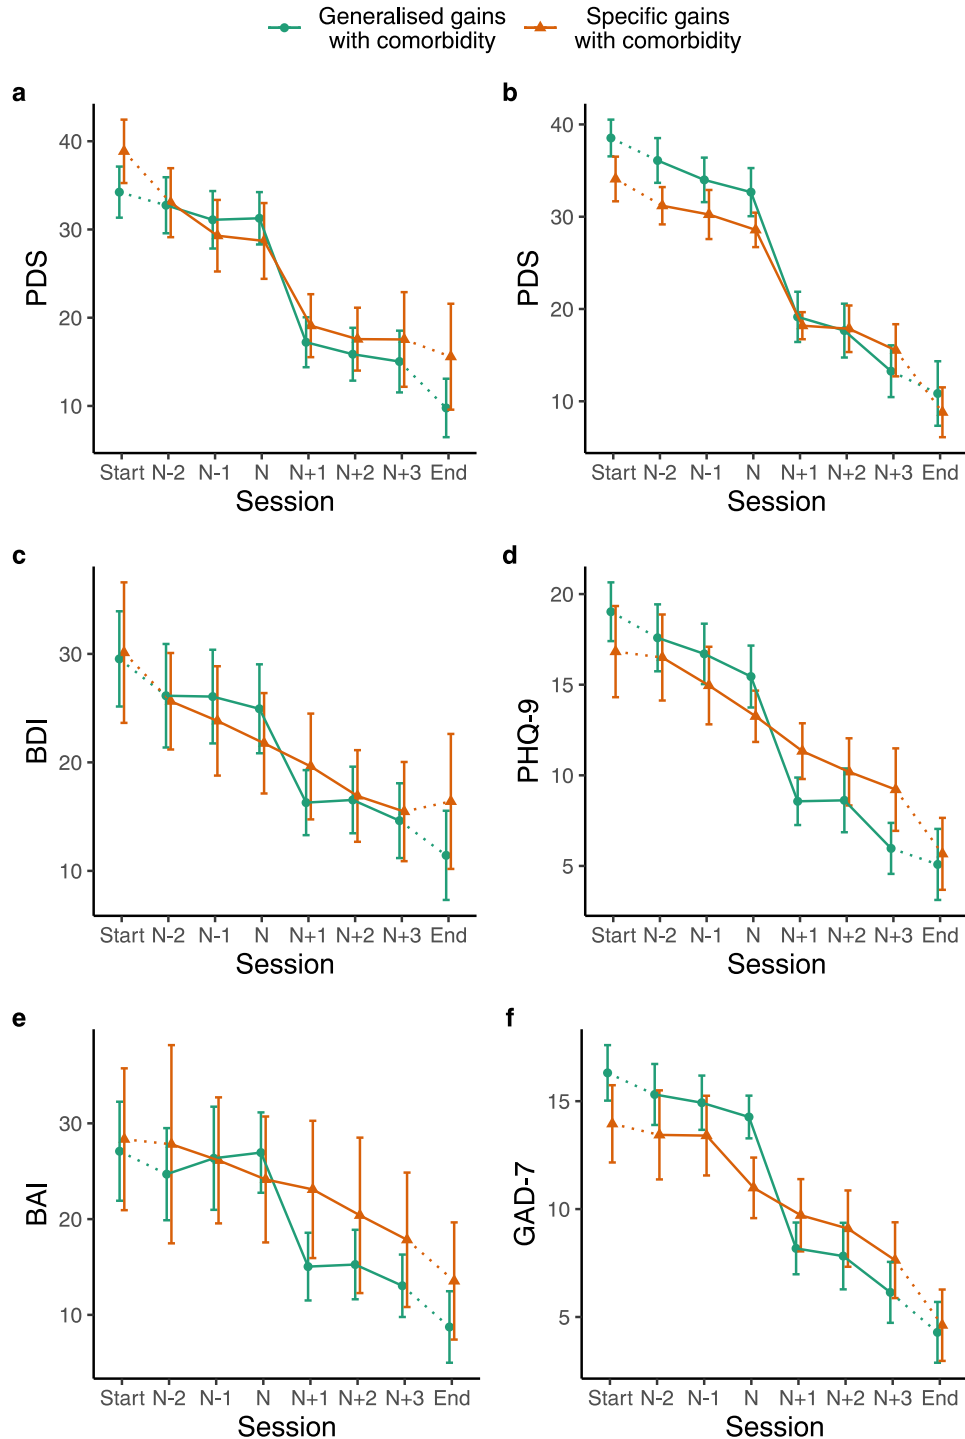 Generalised gains
with comorbidity
Specific gains
with comorbidity
a
PDS
40
30
20
10
Start N-2 N-1 N N+1 N+2 N+3 End
Session
b
PDS
40
30
20
10
Start N-2 N-1 N N+1 N+2 N+3 End
Session
c
BDI
30
20
10
Start N-2 N-1 N N+1 N+2 N+3 End
Session
d
PHQ-9
20
15
10
5
Start N-2 N-1 N N+1 N+2 N+3 End
Session
e
BAI
30
20
10
Start N-2 N-1 N N+1 N+2 N+3 End
Session
f
GAD-7
15
10
5
Start N-2 N-1 N N+1 N+2 N+3 End
Session